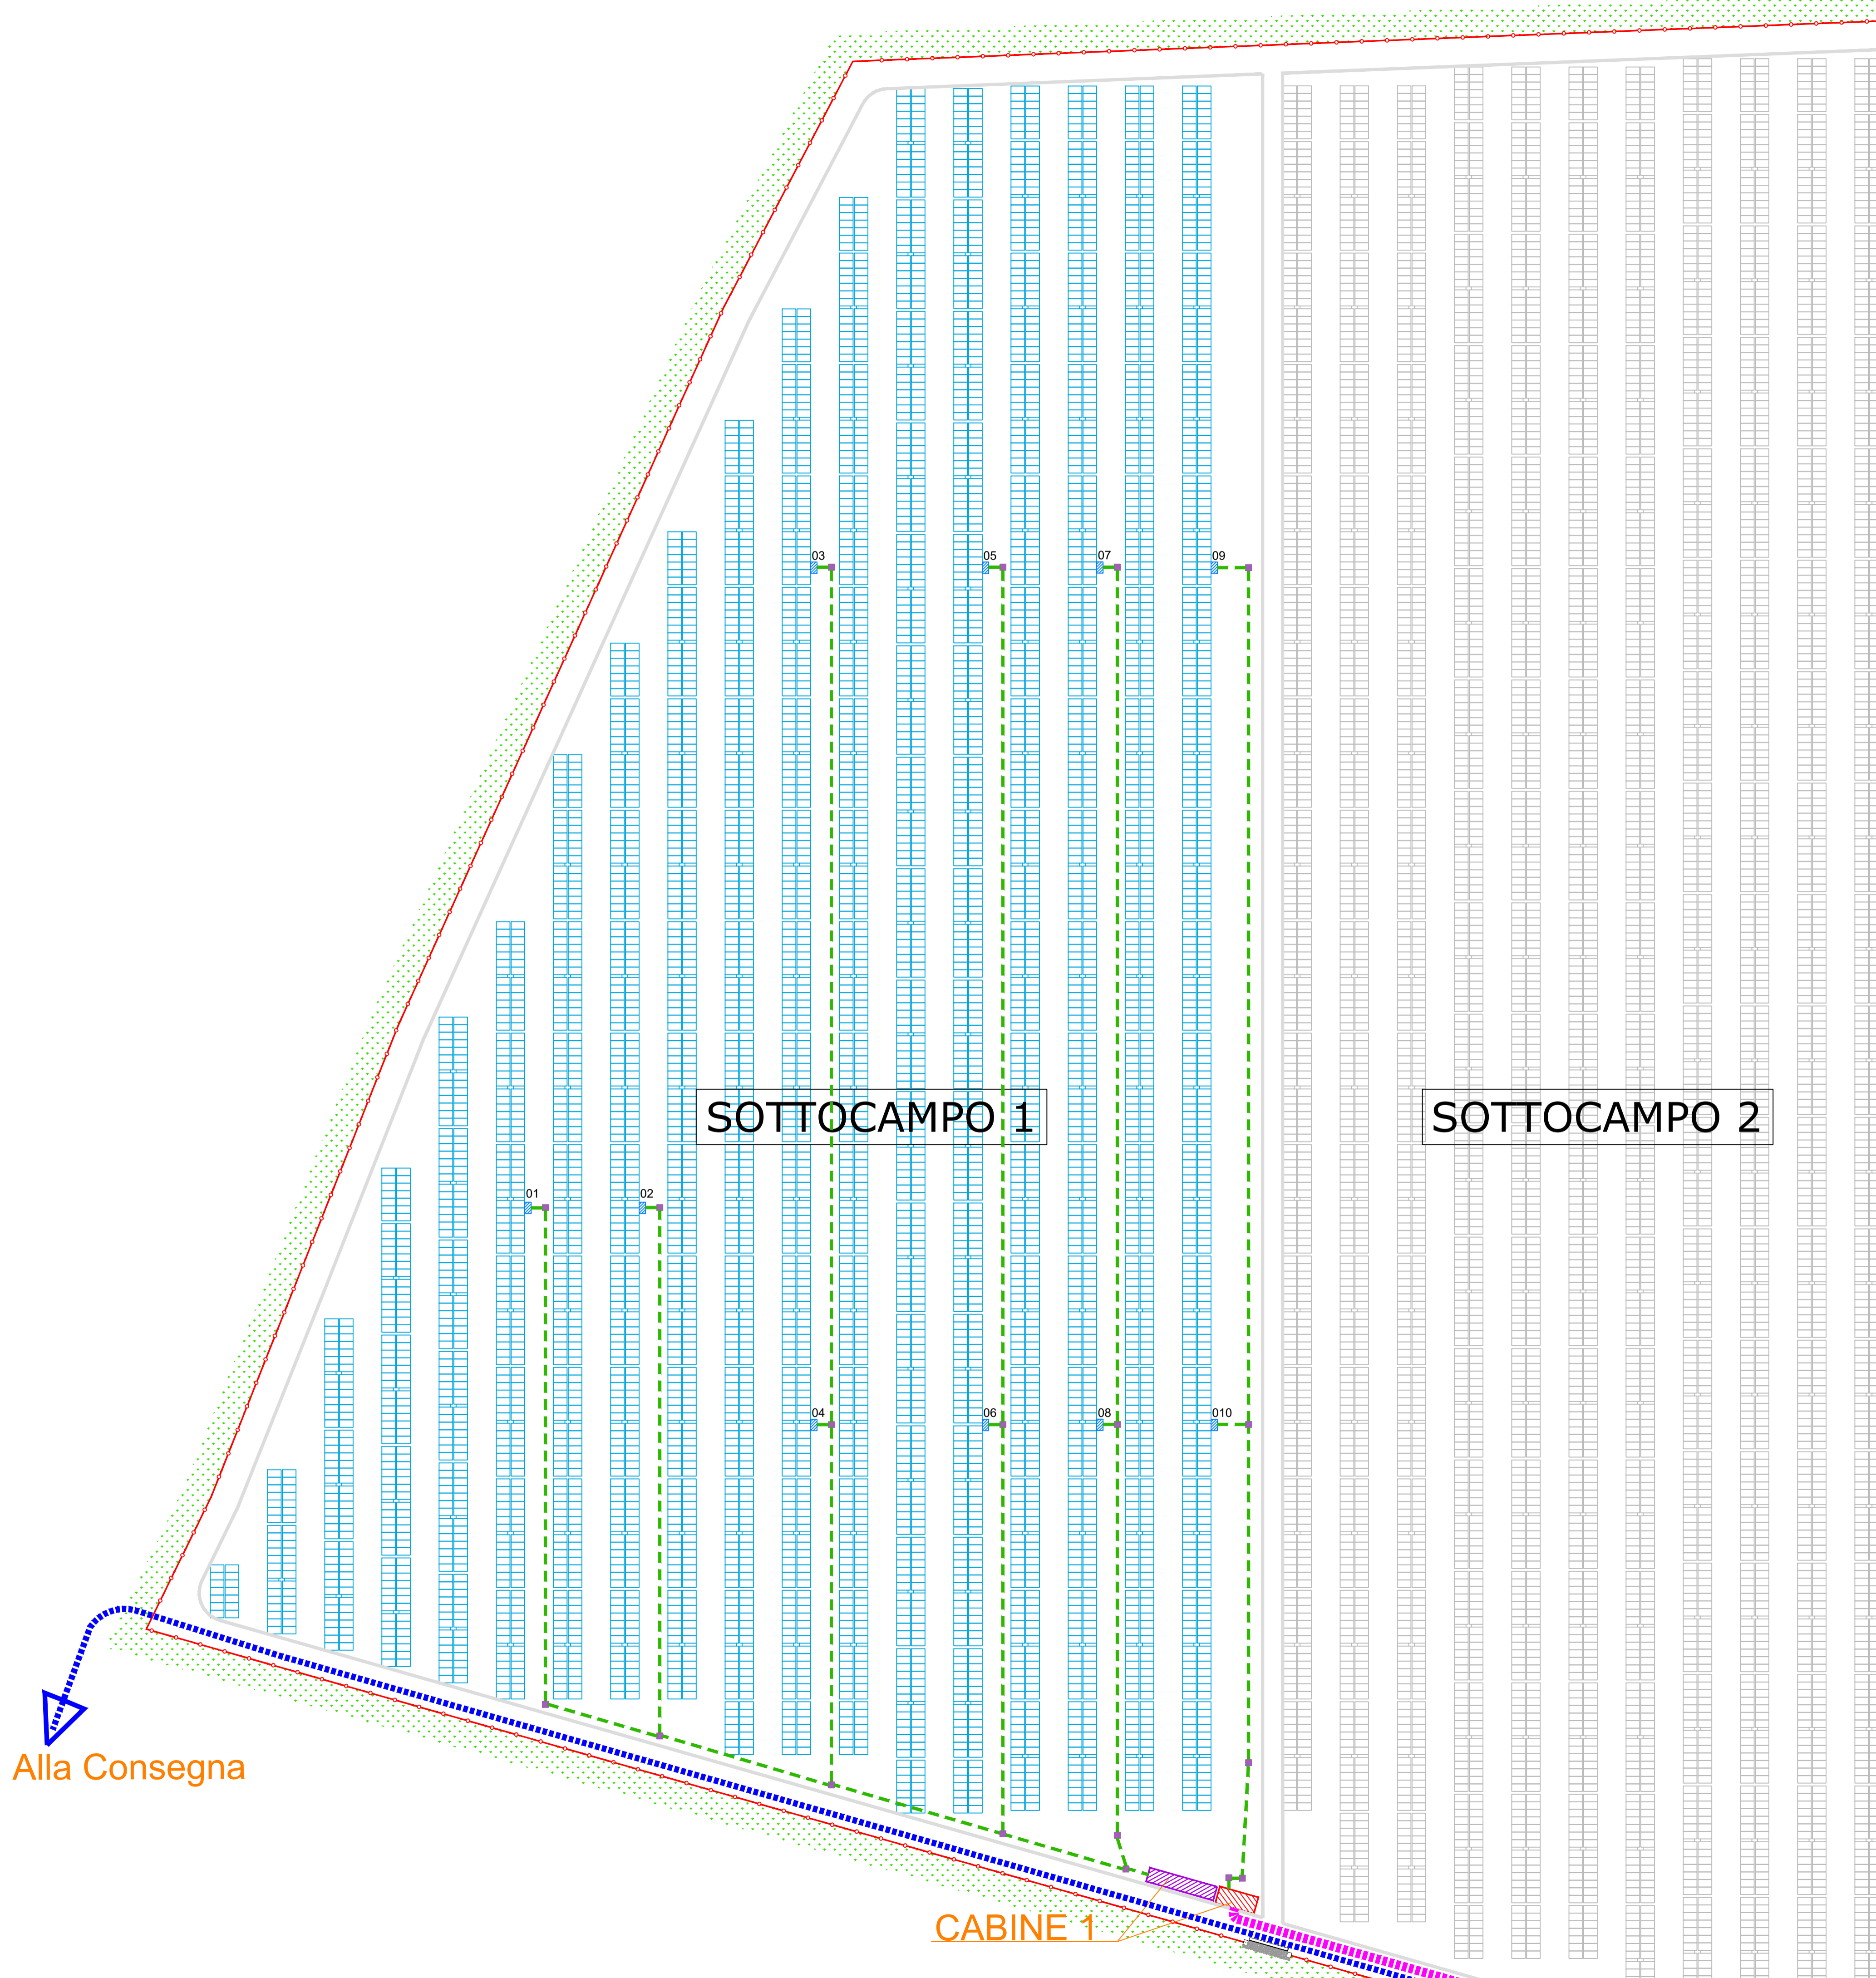 03
05
07
09
SOTTOCAMPO 1
SOTTOCAMPO 2
01
02
04
06
08
010
Alla Consegna
CABINE 1